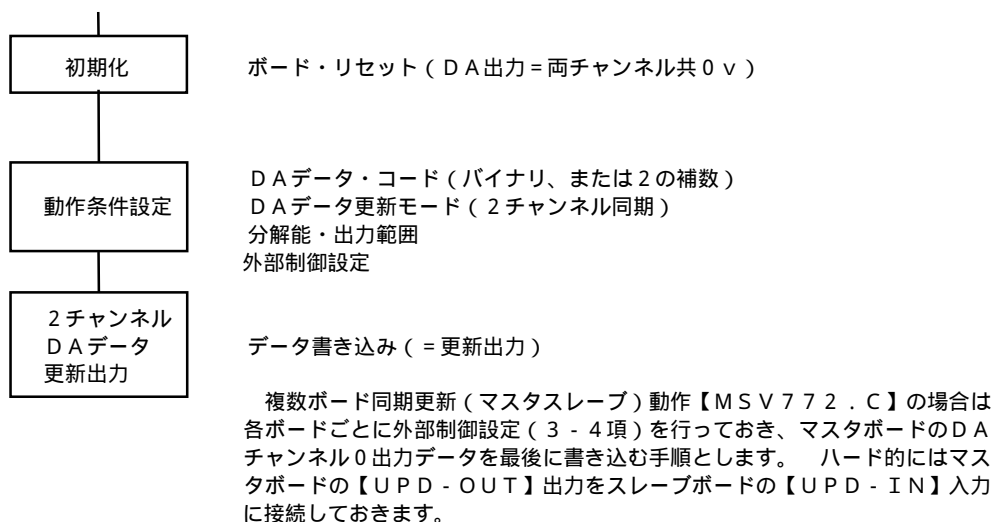 初期化
ボード・リセット（ＤＡ出力＝両チャンネル共０ｖ）
動作条件設定
ＤＡデータ・コード（バイナリ、または２の補数）
ＤＡデータ更新モード（２チャンネル同期）
分解能・出力範囲
外部制御設定
２チャンネル
ＤＡデータ
更新出力
データ書き込み（＝更新出力）
複数ボード同期更新（マスタスレーブ）動作【ＭＳＶ７７２．Ｃ】の場合は
各ボードごとに外部制御設定（３-４項）を行っておき、マスタボードのＤＡ
チャンネル０出力データを最後に書き込む手順とします。　ハード的にはマス
タボードの【ＵＰＤ-ＯＵＴ】出力をスレーブボードの【ＵＰＤ-ＩＮ】入力
に接続しておきます。